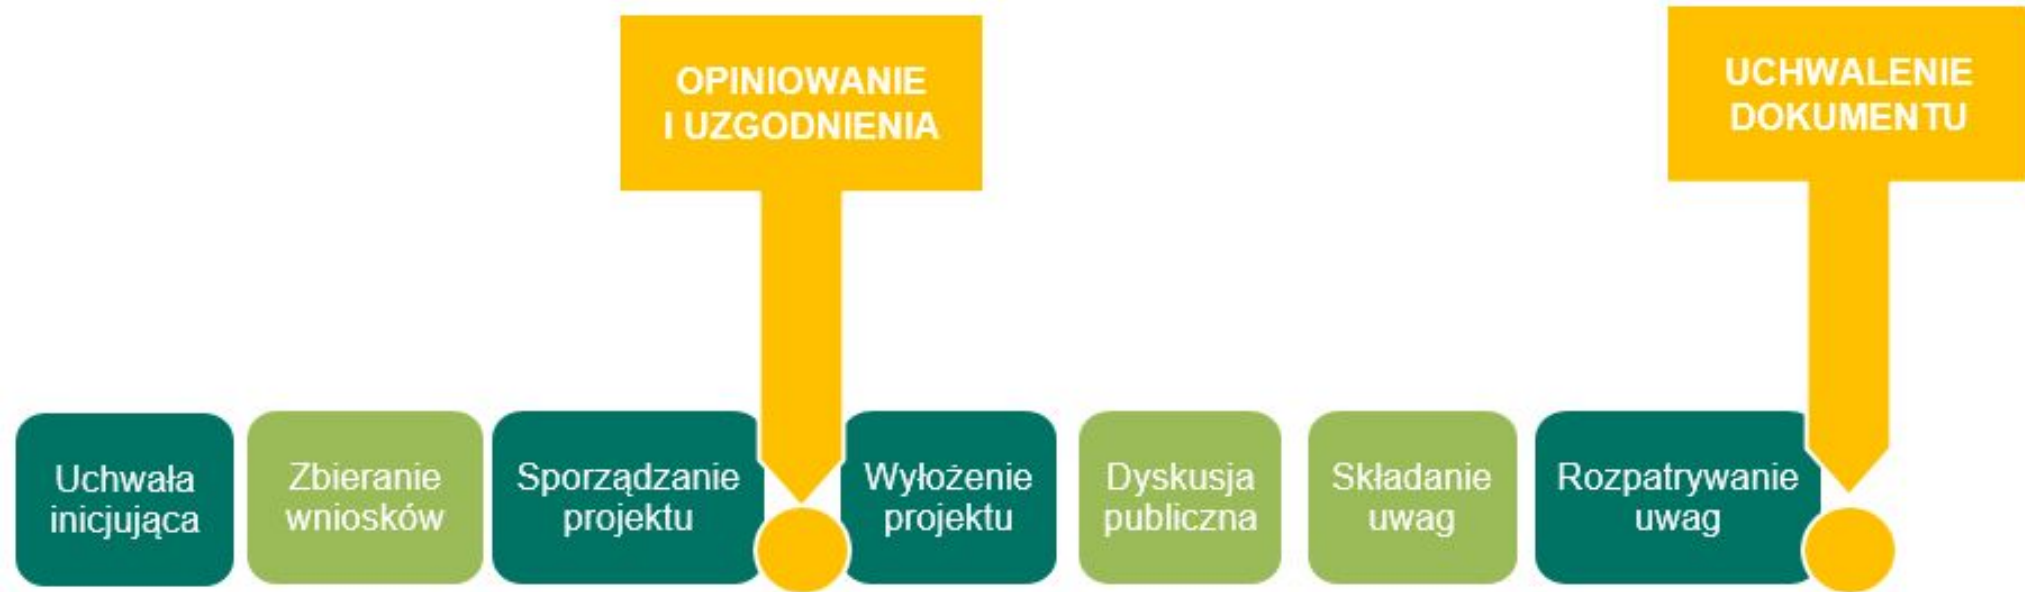 OPINIOWANIE
I UZGODNIENIA
UCHWALENIE
DOKUMENTU
Uchwała
inicjująca
Zbieranie
wniosków
Sporządzanie
projektu
Wyłożenie
projektu
Dyskusja
publiczna
Składanie
uwag
Rozpatrywanie
uwag